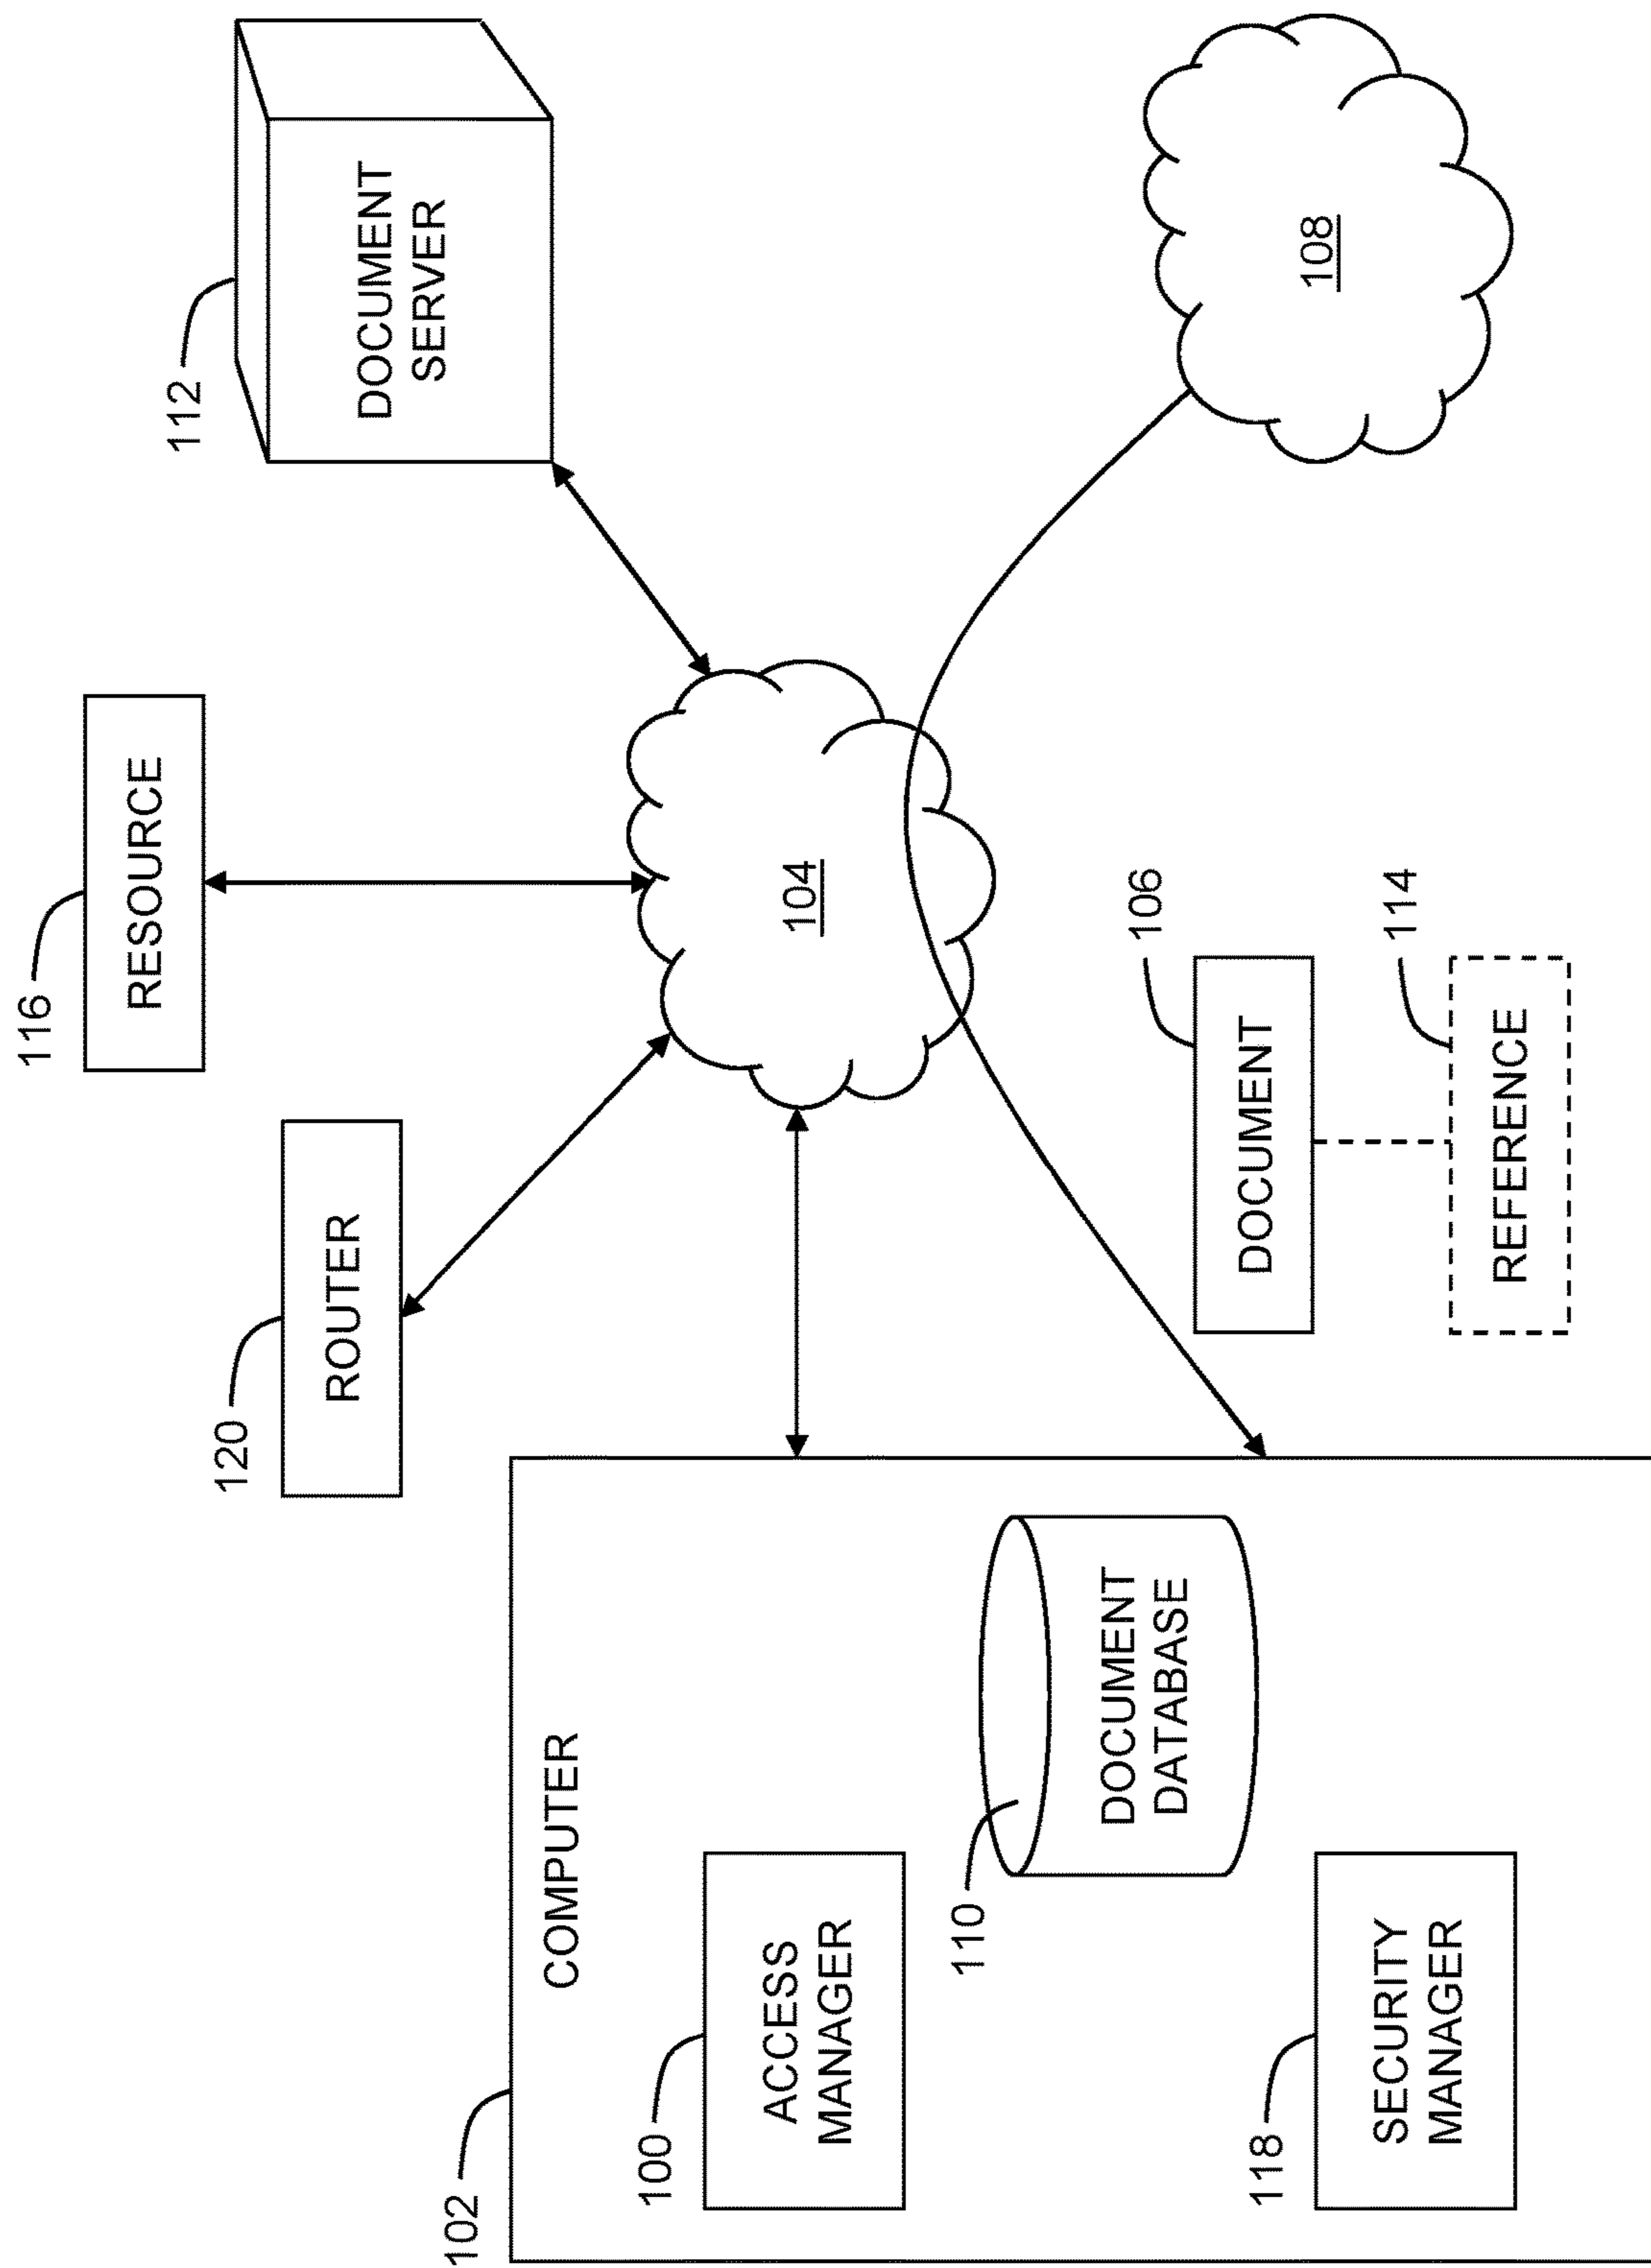 102
COMPUTER
100
ACCESS
MANAGER
110
DOCUMENT
DATABASE
118
SECURITY
MANAGER
120
ROUTER
116
RESOURCE
104
106
DOCUMENT
114
REFERENCE
112
DOCUMENT
SERVER
108